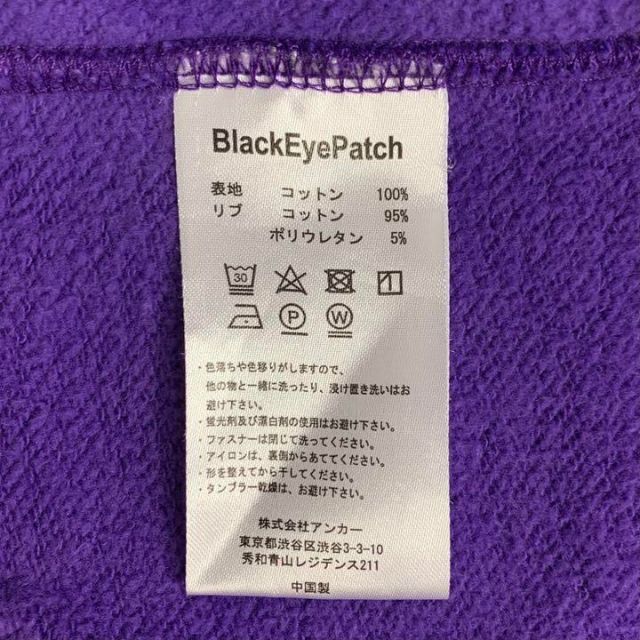 BlackEyePatch
表地 コットン 100%
リブ コットン 95%
ポリウレタン 5%
30
1
P W
・色落ちや色移りがしますので、
他の物と一緒に洗ったり、浸け置き洗いはお
避け下さい。
・蛍光剤及び漂白剤の使用はお避け下さい。
・ファスナーは閉じて洗ってください。
・アイロンは、裏側からあててください。
・形を整えてから干してください。
・タンブラー乾燥は、お避け下さい。
株式会社アンカー
東京都渋谷区渋谷3-3-10
秀和青山レジデンス211
中国製